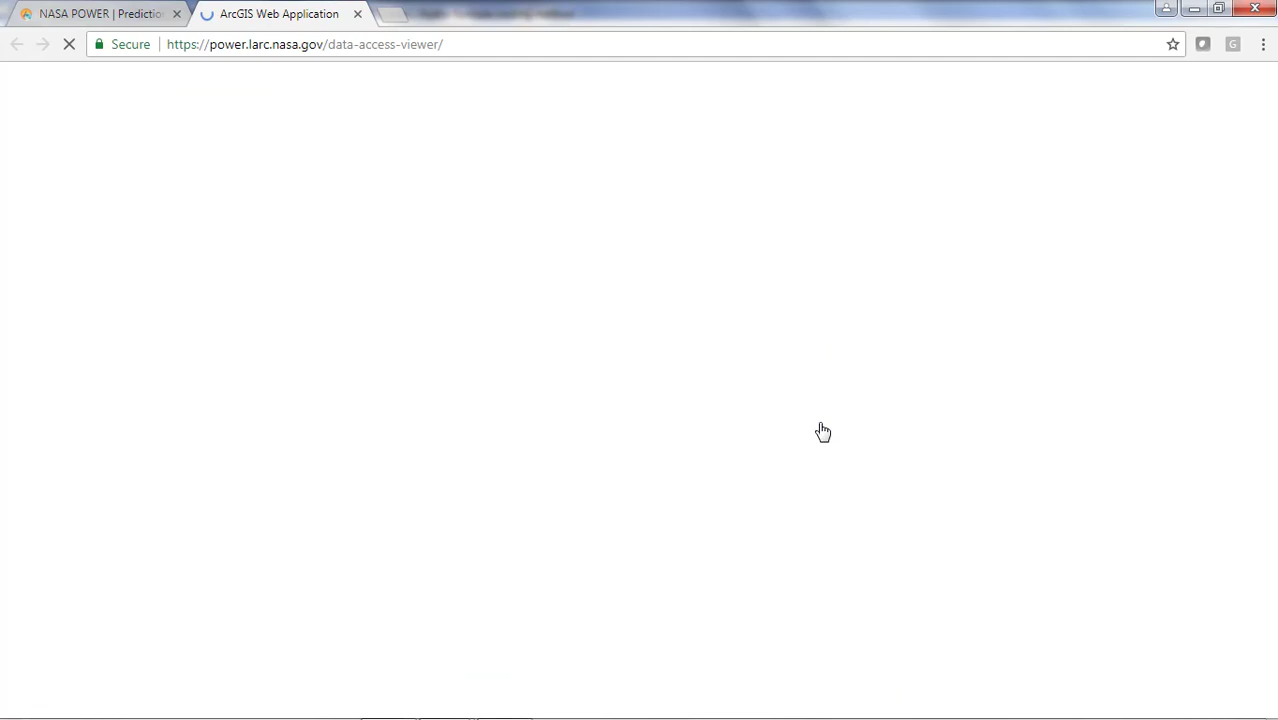 NASA POWER | Predictio
ArcGIS Web Application
Secure
https://power.larc.nasa.gov/data-access-viewer/
G